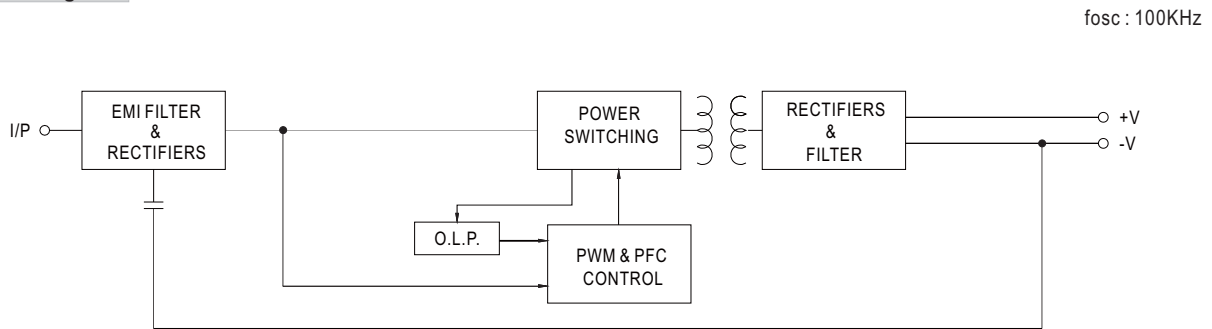 fosc : 100KHz
EMI FILTER
&
RECTIFIERS
I/P
POWER
SWITCHING
RECTIFIERS
&
FILTER
+V
-V
O.L.P.
PWM & PFC
CONTROL